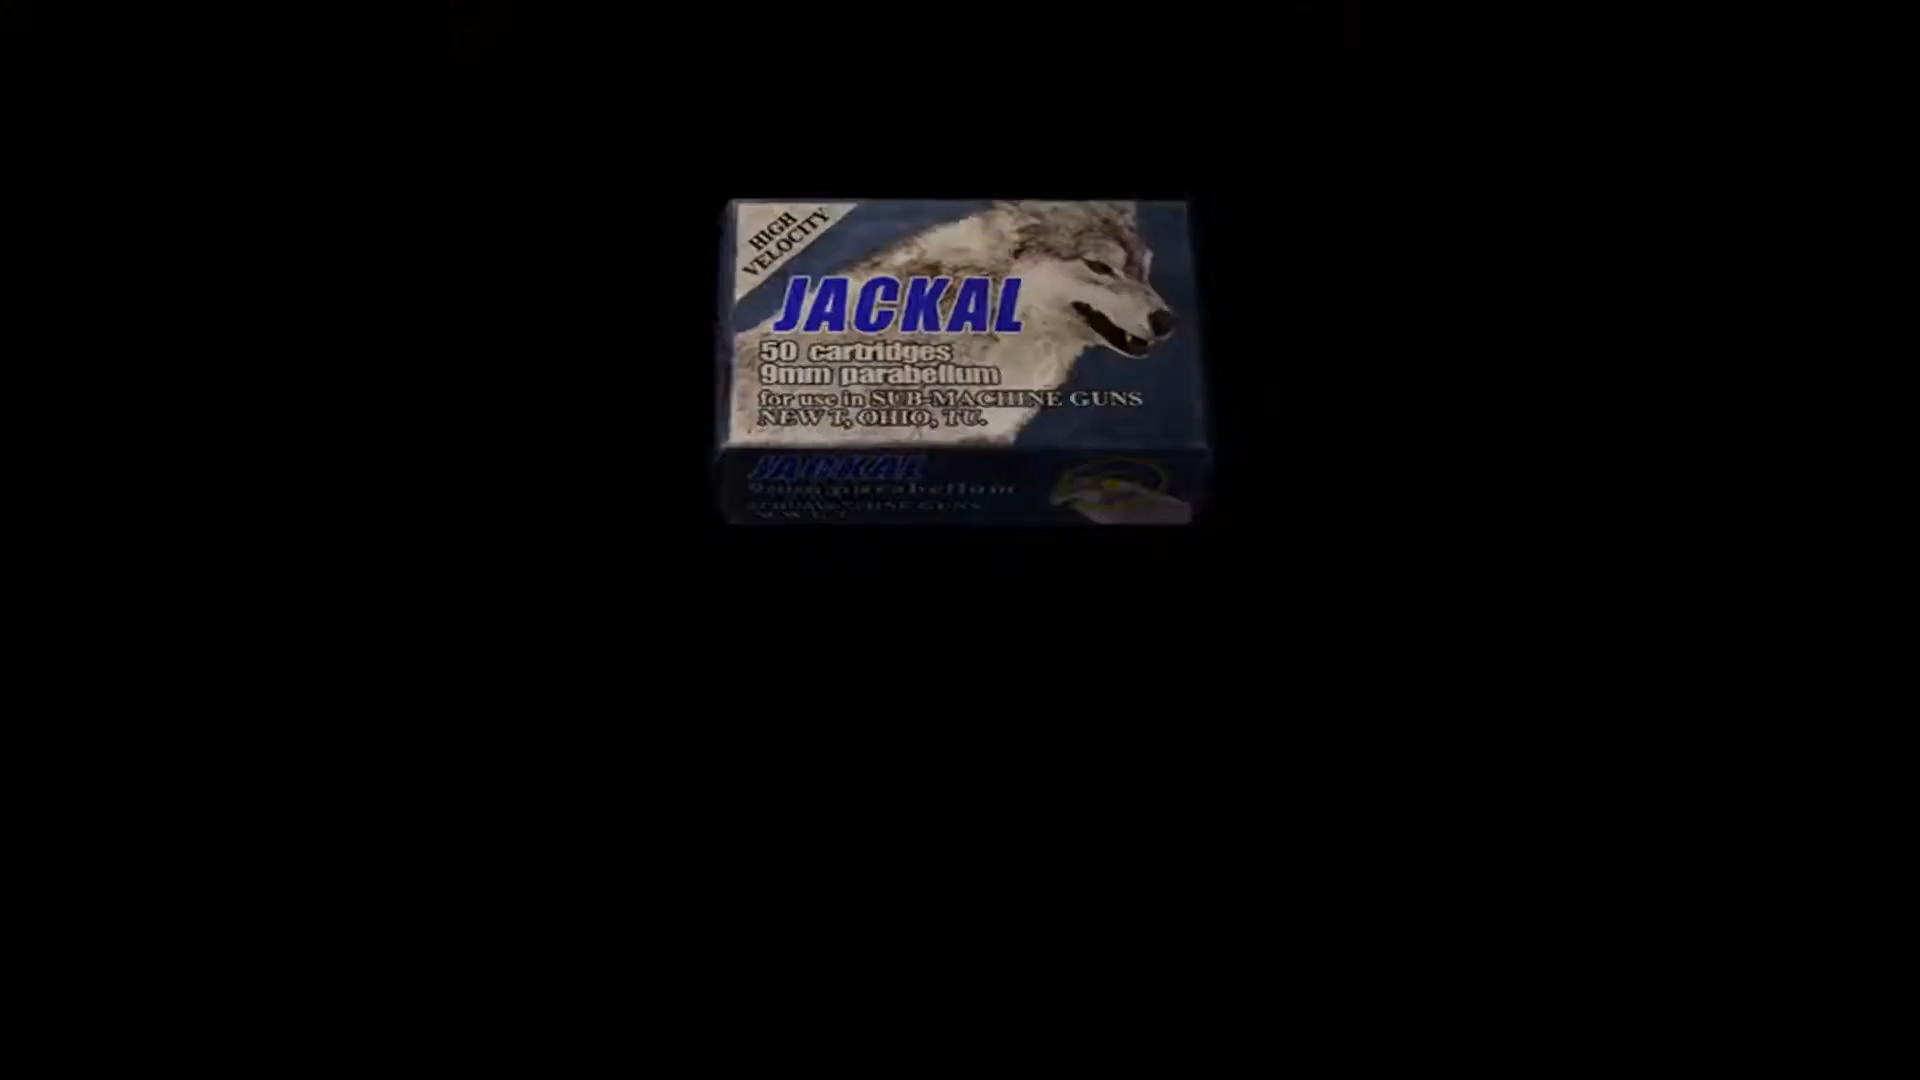 HIGH
VELOCITY
JACKAL
50 cartridges
9mm parabellum
for use in SUB-MACHINE GUNS
NEW T, OHIO, TU.
JACKAL
9mm parabellum